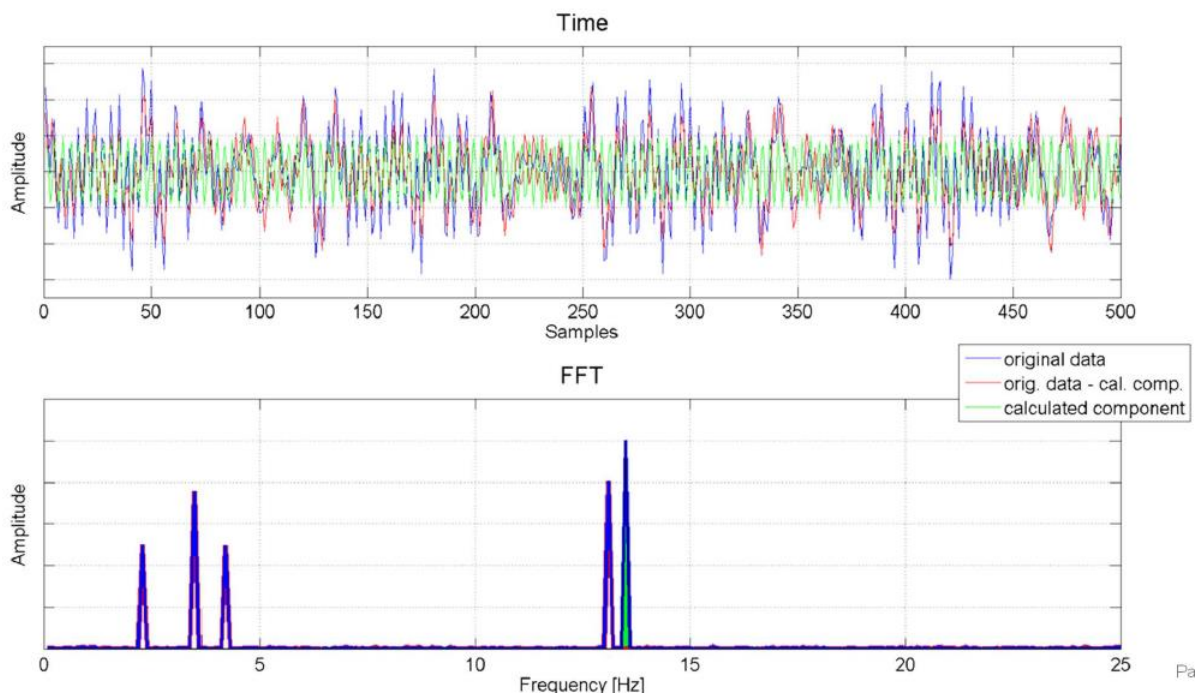 Time
Amplitude
0 50 100 150 200 250 300 350 400 450 500
Samples
original data
orig. data - cal. comp.
calculated component
FFT
Amplitude
0 5 10 15 20 25
Frequency [Hz]
Pa